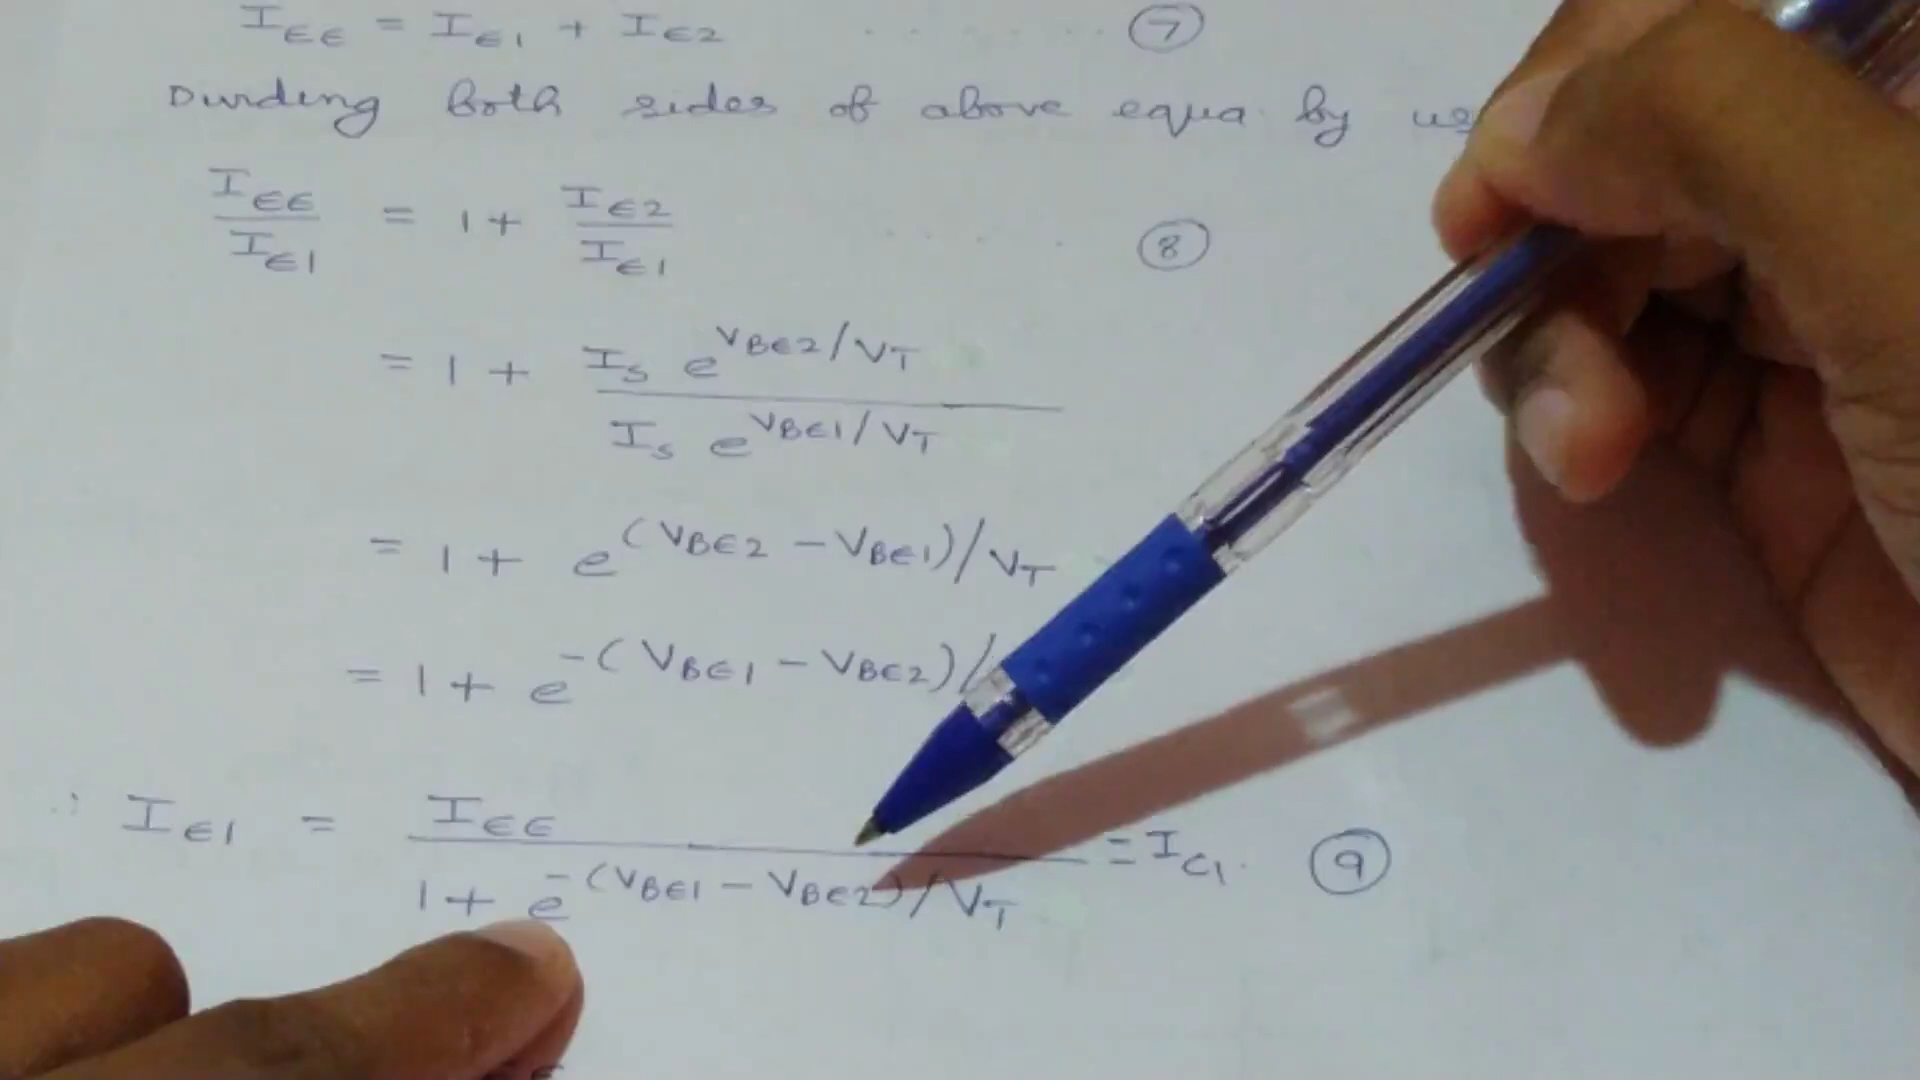 IEE = IE1 + IE2 ........ (7)
Dividing both sides of above equa. by
IEE/IE1 = 1 + IE2/IE1 ..... (8)
= 1 + IS e^VBE2/VT / IS e^VBE1/VT
= 1 + e^(VBE2 - VBE1)/VT
= 1 + e^-(VBE1 - VBE2)/
∴ IE1 = IEE / 1 + e^-(VBE1 - VBE2)/VT = IC1. (9)